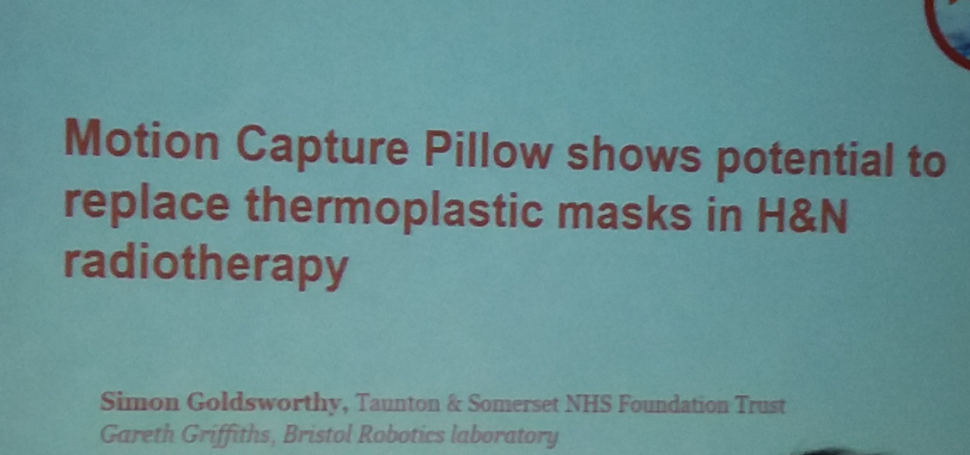 Motion Capture Pillow shows potential to
replace thermoplastic masks in H&N
radiotherapy
Simon Goldsworthy, Taunton & Somerset NHS Foundation Trust
Gareth Griffiths, Bristol Robotics laboratory